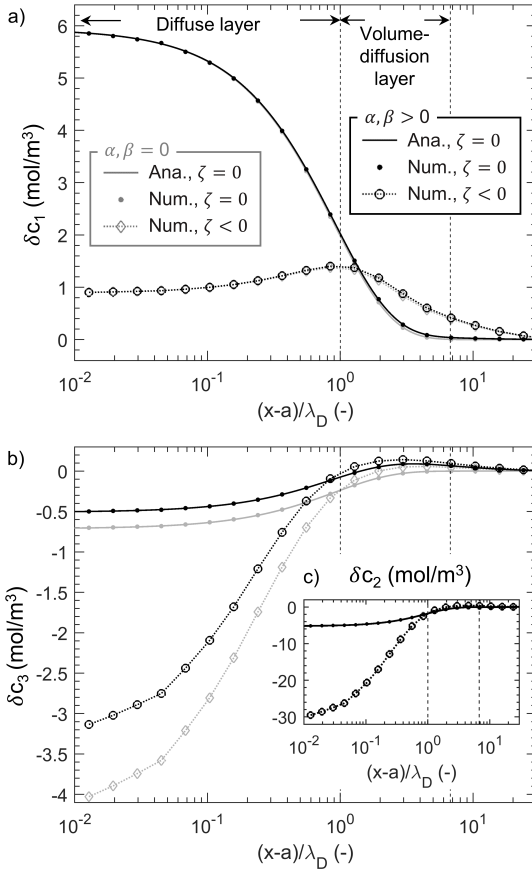 a)
Diffuse layer
Volume-
diffusion
layer
α, β = 0
Ana., ζ = 0
Num., ζ = 0
Num., ζ < 0
α, β > 0
Ana., ζ = 0
Num., ζ = 0
Num., ζ < 0
δc₁ (mol/m³)
6
5
4
3
2
1
0
10⁻² 10⁻¹ 10⁰ 10¹
(x-a)/λ_D (-)
b)
δc₃ (mol/m³)
0
-0.5
-1
-1.5
-2
-2.5
-3
-3.5
-4
10⁻² 10⁻¹ 10⁰ 10¹
(x-a)/λ_D (-)
c) δc₂ (mol/m³)
0
-10
-20
-30
10⁻² 10⁻¹ 10⁰ 10¹
(x-a)/λ_D (-)